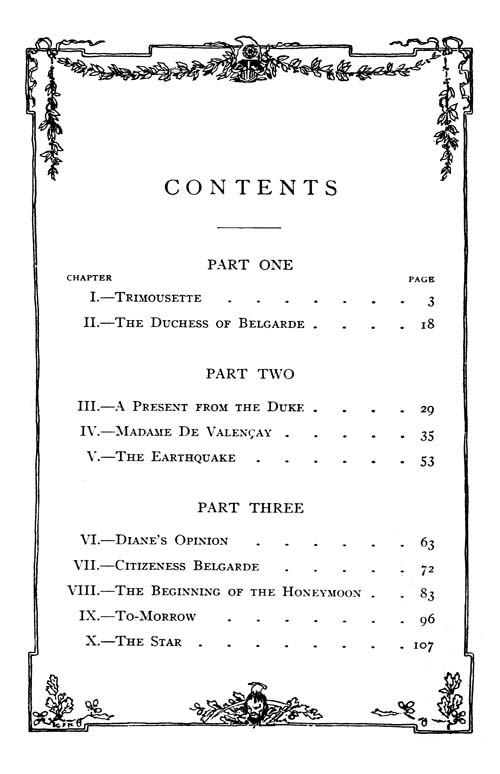 CONTENTS
PART ONE
CHAPTER PAGE
I.—TRIMOUSETTE . . . . . . . 3
II.—THE DUCHESS OF BELGARDE . . . . 18
PART TWO
III.—A PRESENT FROM THE DUKE . . . . 29
IV.—MADAME DE VALENÇAY . . . . . 35
V.—THE EARTHQUAKE . . . . . . 53
PART THREE
VI.—DIANE'S OPINION . . . . . . 63
VII.—CITIZENESS BELGARDE . . . . . 72
VIII.—THE BEGINNING OF THE HONEYMOON . . 83
IX.—TO-MORROW . . . . . . . 96
X.—THE STAR . . . . . . . . 107